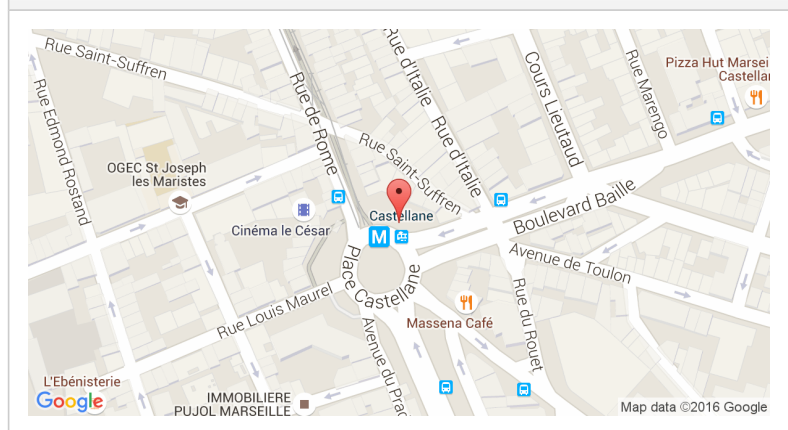 Rue Saint-Suffren
Rue d'Italie
Pizza Hut Marsei
Castellan
Rue Edmond Rostand
Rue de Rome
Cours Lieutaud
Rue Marengo
OGEC St Joseph
les Maristes
Rue Saint-Suffren
Rue d'Italie
Cinéma le César
Castellane
M
Boulevard Baille
Place Castellane
Avenue de Toulon
Rue Louis Maurel
Massena Café
Rue du Rouet
Avenue du Prad
L'Ebénisterie
Google
IMMOBILIERE
PUJOL MARSEILLE
Map data ©2016 Google